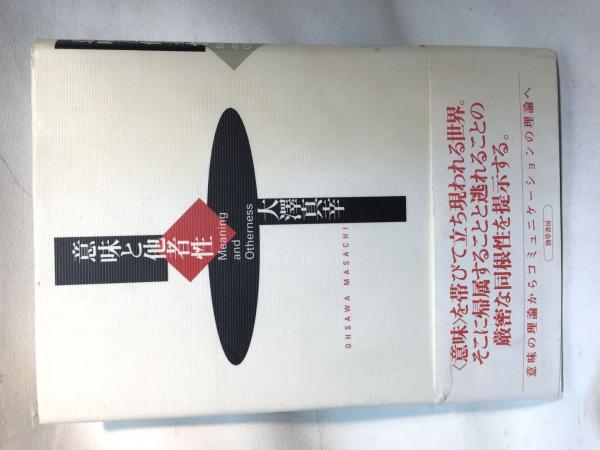 意味と他者性
Meaning
and
Otherness
大澤真幸
OHSAWA MASACHI
〈意味〉を帯びて立ち現われる世界。
そこに帰属することと逃れることの
厳密な同根性を提示する。
意味の理論からコミュニケーションの理論へ
勁草書房